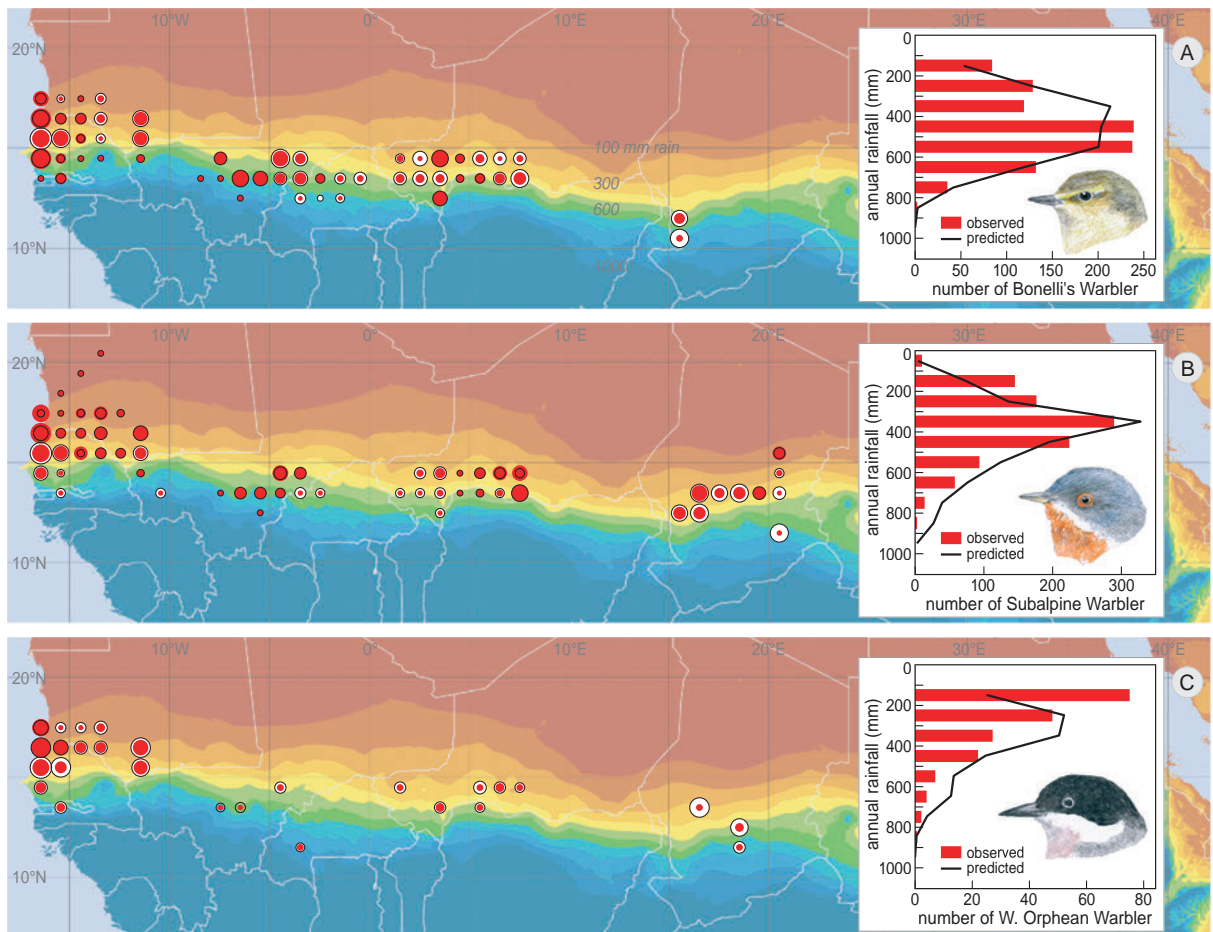 10°W 0° 10°E 20°E 30°E 40°E
20°N
10°N
100 mm rain
300
600
1000
A
0
200
400
600
800
1000
annual rainfall (mm)
observed
predicted
0 50 100 150 200 250
number of Bonelli's Warbler
10°W 0° 10°E 20°E 30°E 40°E
20°N
10°N
B
0
200
400
600
800
1000
annual rainfall (mm)
observed
predicted
0 100 200 300
number of Subalpine Warbler
10°W 0° 10°E 20°E 30°E 40°E
20°N
10°N
C
0
200
400
600
800
1000
annual rainfall (mm)
observed
predicted
0 20 40 60 80
number of W. Orphean Warbler